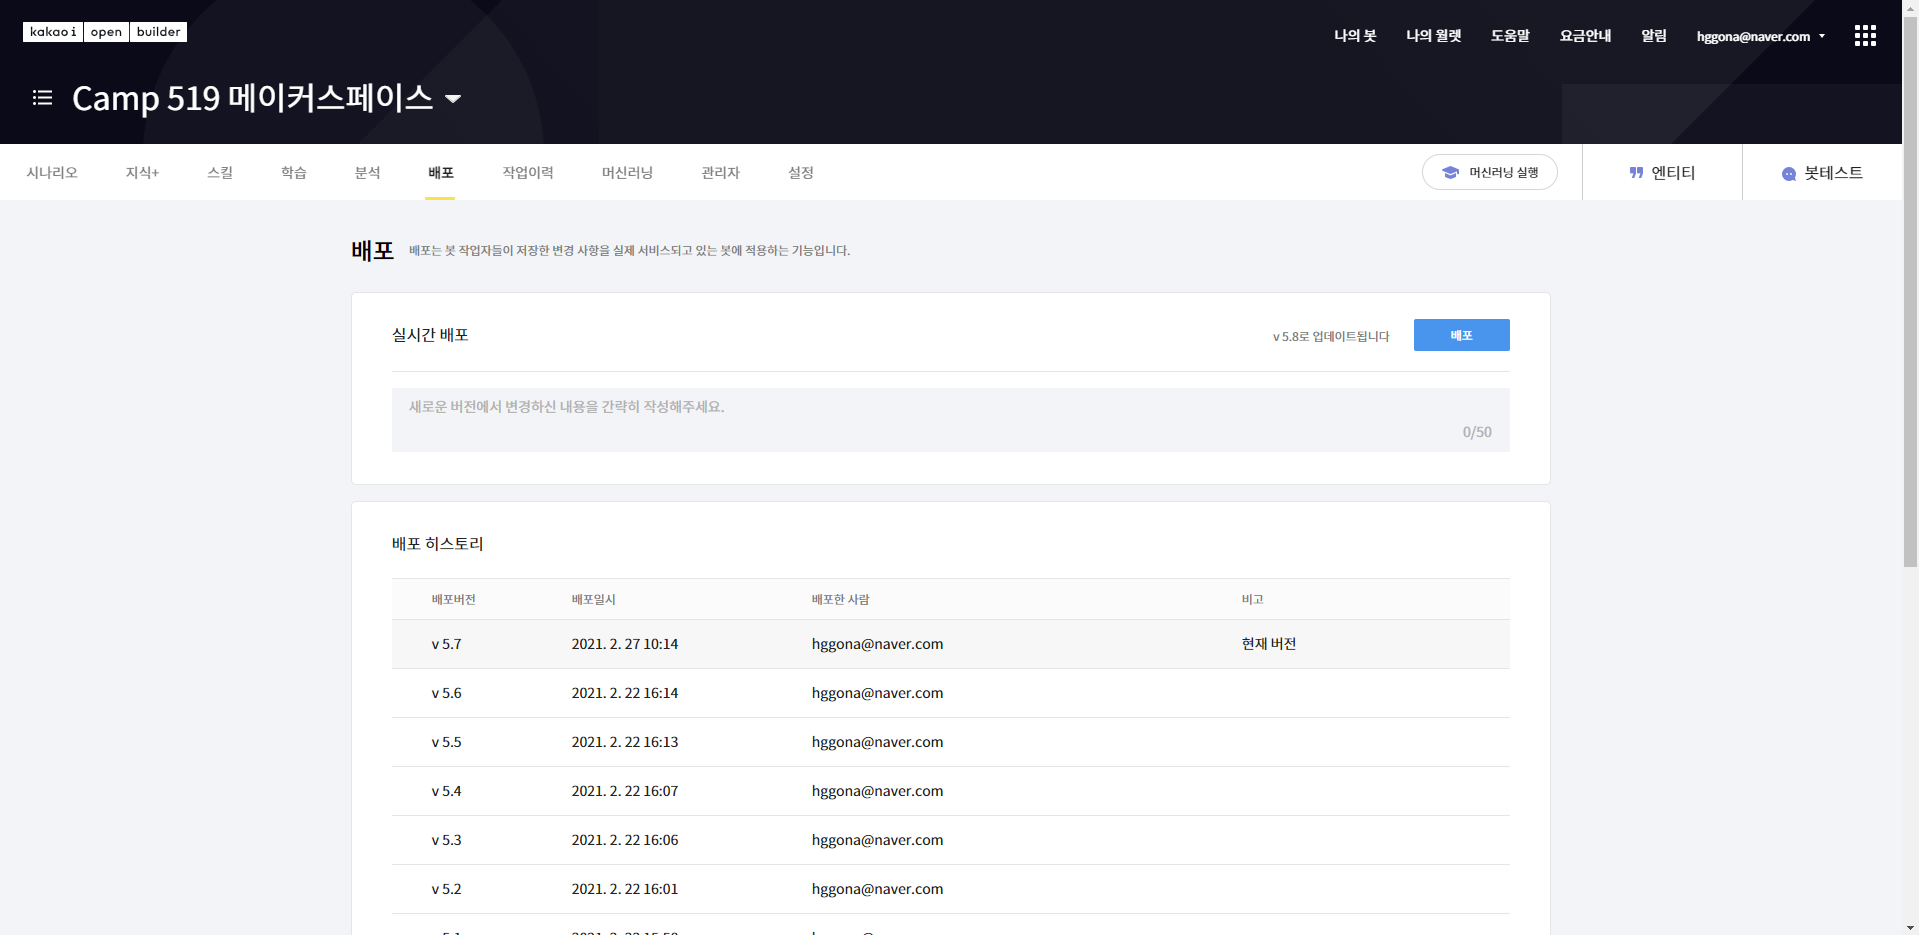 kakao i open builder
나의 봇 나의 월렛 도움말 요금안내 알림 hggona@naver.com
Camp 519 메이커스페이스
시나리오 지식+ 스킬 학습 분석 배포 작업이력 머신러닝 관리자 설정 머신러닝 실행 엔티티 봇테스트
배포 배포는 봇 작업자들이 저장한 변경 사항을 실제 서비스되고 있는 봇에 적용하는 기능입니다.
실시간 배포 v 5.8로 업데이트됩니다 배포
새로운 버전에서 변경하신 내용을 간략히 작성해주세요.
0/50
배포 히스토리
배포버전 배포일시 배포한 사람 비고
v 5.7 2021. 2. 27 10:14 hggona@naver.com 현재 버전
v 5.6 2021. 2. 22 16:14 hggona@naver.com
v 5.5 2021. 2. 22 16:13 hggona@naver.com
v 5.4 2021. 2. 22 16:07 hggona@naver.com
v 5.3 2021. 2. 22 16:06 hggona@naver.com
v 5.2 2021. 2. 22 16:01 hggona@naver.com